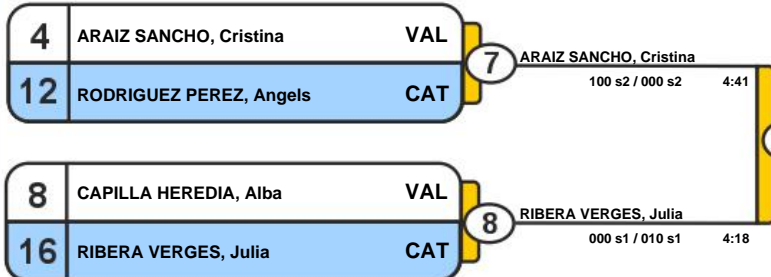 4 ARAIZ SANCHO, Cristina VAL
12 RODRIGUEZ PEREZ, Angels CAT
7 ARAIZ SANCHO, Cristina
100 s2 / 000 s2 4:41
8 CAPILLA HEREDIA, Alba VAL
16 RIBERA VERGES, Julia CAT
8 RIBERA VERGES, Julia
000 s1 / 010 s1 4:18